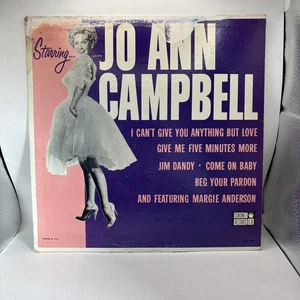 Starring...
JO ANN
CAMPBELL
I CAN'T GIVE YOU ANYTHING BUT LOVE
GIVE ME FIVE MINUTES MORE
JIM DANDY · COME ON BABY
BEG YOUR PARDON
AND FEATURING MARGIE ANDERSON